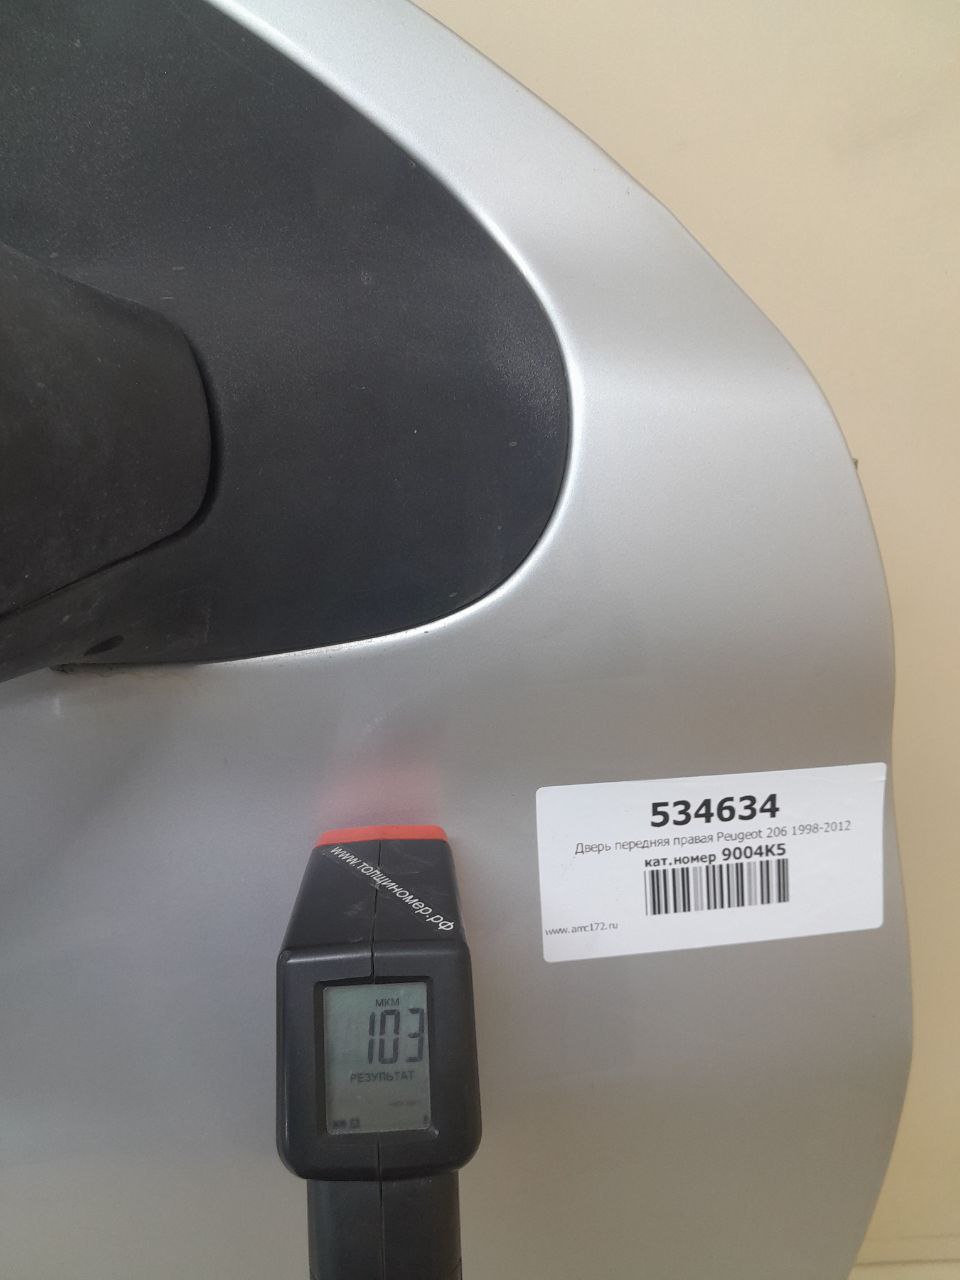 534634
Дверь передняя правая Peugeot 206 1998-2012
кат.номер 9004K5
www.amc172.ru
www.толщиномер.рф
МКМ
103
РЕЗУЛЬТАТ